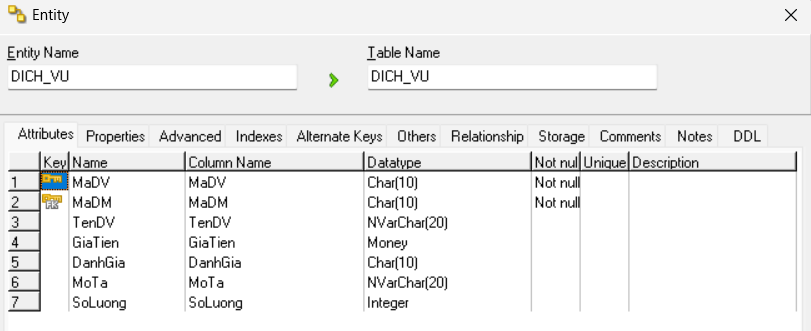 Entity
Entity Name
Table Name
DICH_VU
DICH_VU
Attributes Properties Advanced Indexes Alternate Keys Others Relationship Storage Comments Notes DDL
Key Name Column Name Datatype Not nul Unique Description
1 MaDV MaDV Char(10) Not null
2 FK MaDM MaDM Char(10) Not null
3 TenDV TenDV NVarChar(20)
4 GiaTien GiaTien Money
5 DanhGia DanhGia Char(10)
6 MoTa MoTa NVarChar(20)
7 SoLuong SoLuong Integer